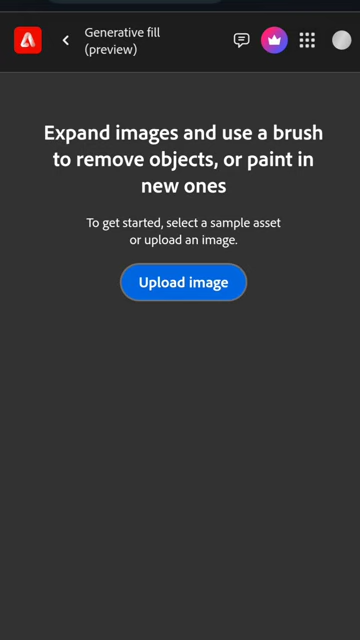 Generative fill
(preview)
Expand images and use a brush
to remove objects, or paint in
new ones
To get started, select a sample asset
or upload an image.
Upload image